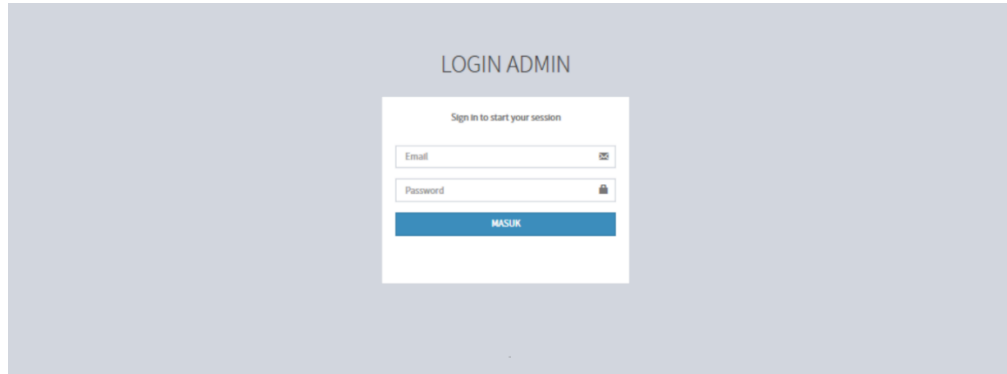 LOGIN ADMIN
Sign in to start your session
Email
Password
MASUK